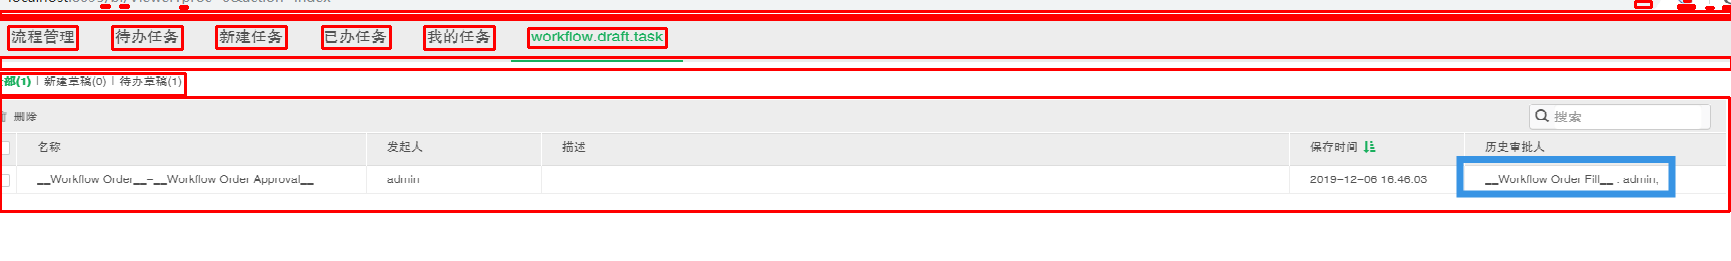 流程管理 待办任务 新建任务 已办任务 我的任务 workflow.draft.task
部(1) | 新建草稿(0) | 待办草稿(1)
删除 搜索
名称 发起人 描述 保存时间 历史审批人
__Workflow Order__-__Workflow Order Approval__ admin 2019-12-06 16.46.03 __Workflow Order Fill__ . admin,